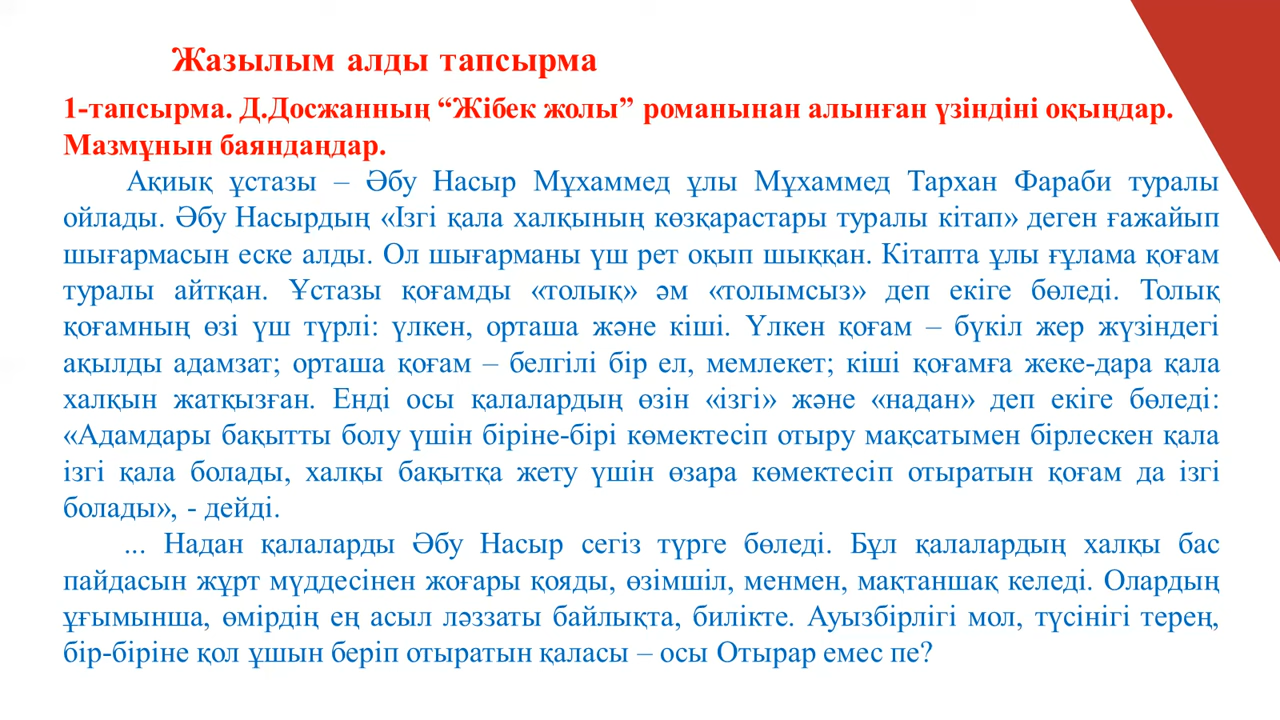 Жазылым алды тапсырма
1-тапсырма. Д.Досжанның “Жібек жолы” романынан алынған үзіндіні оқыңдар.
Мазмұнын баяндаңдар.
Ақиық ұстазы – Әбу Насыр Мұхаммед ұлы Мұхаммед Тархан Фараби туралы
ойлады. Әбу Насырдың «Ізгі қала халқының көзқарастары туралы кітап» деген ғажайып
шығармасын еске алды. Ол шығарманы үш рет оқып шыққан. Кітапта ұлы ғұлама қоғам
туралы айтқан. Ұстазы қоғамды «толық» әм «толымсыз» деп екіге бөледі. Толық
қоғамның өзі үш түрлі: үлкен, орташа және кіші. Үлкен қоғам – бүкіл жер жүзіндегі
ақылды адамзат; орташа қоғам – белгілі бір ел, мемлекет; кіші қоғамға жеке-дара қала
халқын жатқызған. Енді осы қалалардың өзін «ізгі» және «надан» деп екіге бөледі:
«Адамдары бақытты болу үшін біріне-бірі көмектесіп отыру мақсатымен бірлескен қала
ізгі қала болады, халқы бақытқа жету үшін өзара көмектесіп отыратын қоғам да ізгі
болады», - дейді.
... Надан қалаларды Әбу Насыр сегіз түрге бөледі. Бұл қалалардың халқы бас
пайдасын жұрт мүддесінен жоғары қояды, өзімшіл, менмен, мақтаншақ келеді. Олардың
ұғымынша, өмірдің ең асыл ләззаты байлықта, билікте. Ауызбірлігі мол, түсінігі терең,
бір-біріне қол ұшын беріп отыратын қаласы – осы Отырар емес пе?